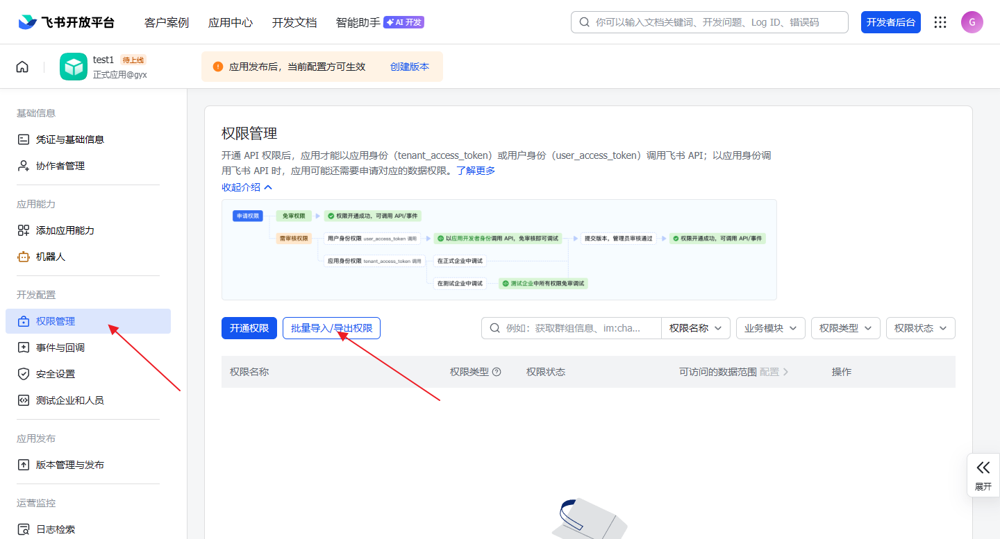 飞书开放平台
客户案例
应用中心
开发文档
智能助手
AI 开发
你可以输入文档关键词、开发问题、Log ID、错误码
开发者后台
G
test1
待上线
正式应用@gyx
应用发布后，当前配置方可生效
创建版本
基础信息
凭证与基础信息
协作者管理
应用能力
添加应用能力
机器人
开发配置
权限管理
事件与回调
安全设置
测试企业和人员
应用发布
版本管理与发布
运营监控
日志检索
权限管理
开通 API 权限后，应用才能以应用身份（tenant_access_token）或用户身份（user_access_token）调用飞书 API；以应用身份调
用飞书 API 时，应用可能还需要申请对应的数据权限。了解更多
收起介绍
申请权限
免审权限
权限开通成功，可调用 API/事件
需审核权限
用户身份权限 user_access_token 调用
以应用开发者身份调用 API，免审核即可调试
提交版本，管理员审核通过
权限开通成功，可调用 API/事件
应用身份权限 tenant_access_token 调用
在正式企业中调试
在测试企业中调试
测试企业中所有权限免审调试
开通权限
批量导入/导出权限
例如：获取群组信息、im:cha...
权限名称
业务模块
权限类型
权限状态
权限名称
权限类型
权限状态
可访问的数据范围 配置
操作
展开